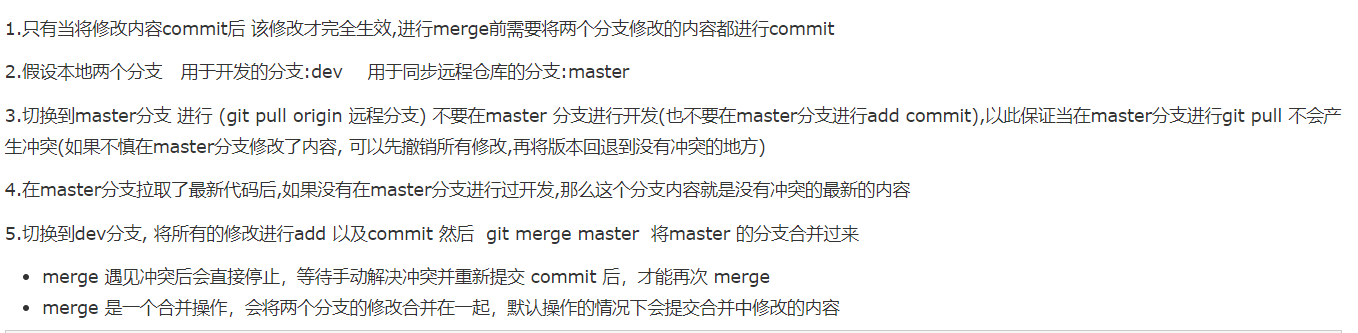 1.只有当将修改内容commit后 该修改才完全生效,进行merge前需要将两个分支修改的内容都进行commit
2.假设本地两个分支   用于开发的分支:dev    用于同步远程仓库的分支:master
3.切换到master分支 进行 (git pull origin 远程分支) 不要在master 分支进行开发(也不要在master分支进行add commit),以此保证当在master分支进行git pull 不会产
生冲突(如果不慎在master分支修改了内容, 可以先撤销所有修改,再将版本回退到没有冲突的地方)
4.在master分支拉取了最新代码后,如果没有在master分支进行过开发,那么这个分支内容就是没有冲突的最新的内容
5.切换到dev分支, 将所有的修改进行add 以及commit 然后  git merge master  将master 的分支合并过来
• merge 遇见冲突后会直接停止，等待手动解决冲突并重新提交 commit 后，才能再次 merge
• merge 是一个合并操作，会将两个分支的修改合并在一起，默认操作的情况下会提交合并中修改的内容